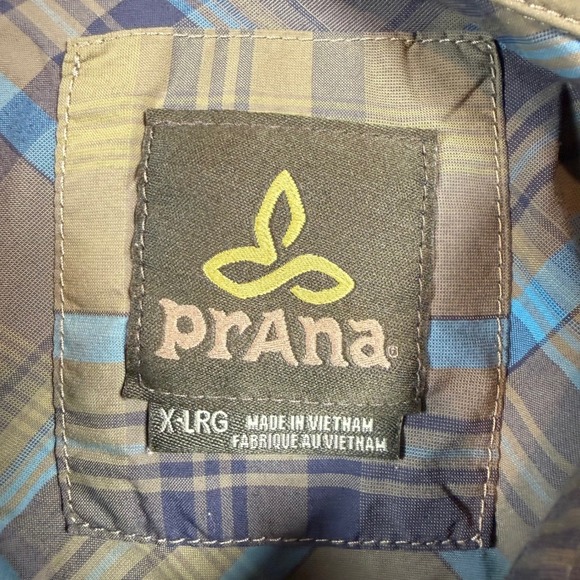 prAna
X-LRG
MADE IN VIETNAM
FABRIQUE AU VIETNAM